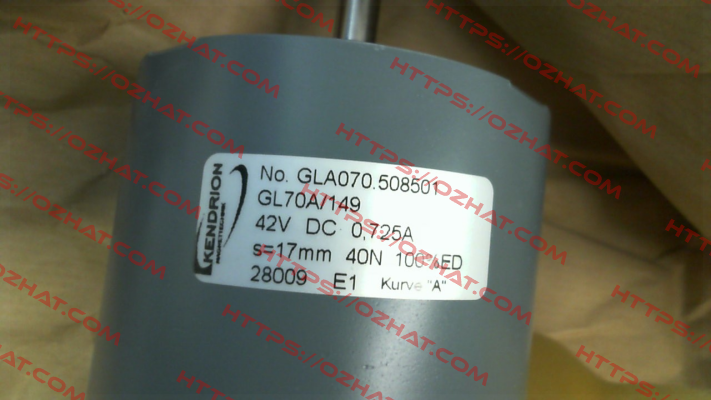 KENDRION
MAGNETTECHNIK
No. GLA070.508501
GL70A/149
42V DC 0,725A
s=17mm 40N 100%ED
28009 E1 Kurve "A"
HTTPS://OZHAT.COM